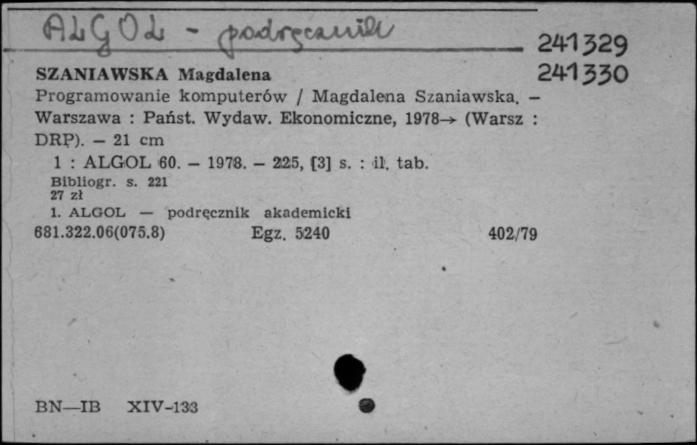 ALGOL - podręcznik
241329
241330
SZANIAWSKA Magdalena
Programowanie komputerów / Magdalena Szaniawska. —
Warszawa : Państ. Wydaw. Ekonomiczne, 1978→ (Warsz :
DRP). — 21 cm
1 : ALGOL 60. — 1978. — 225, [3] s. : il. tab.
Bibliogr. s. 221
27 zł
1. ALGOL — podręcznik akademicki
681.322.06(075.8) Egz. 5240 402/79
BN—IB XIV-133